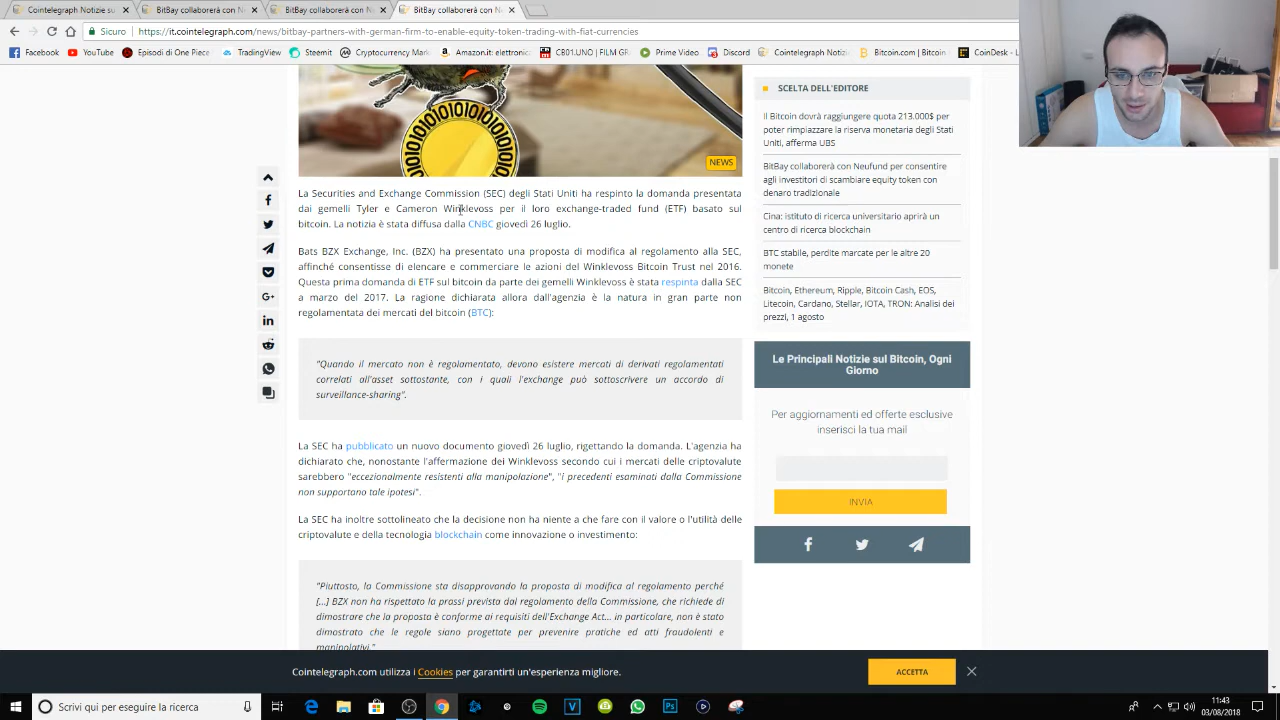 Cointelegraph Notizie su
BitBay collaborerà con N
BitBay collaborerà con N
BitBay collaborerà con N
Sicuro
https://it.cointelegraph.com/news/bitbay-partners-with-german-firm-to-enable-equity-token-trading-with-fiat-currencies
Facebook
YouTube
Episodi di One Piece
TradingView
Steemit
Cryptocurrency Mark
Amazon.it: elettronic
CB01.UNO | FILM GR
Prime Video
Discord
Cointelegraph Notizie
Bitcoin.com | Bitcoin
CoinDesk - L
NEWS
La Securities and Exchange Commission (SEC) degli Stati Uniti ha respinto la domanda presentata
dai gemelli Tyler e Cameron Winklevoss per il loro exchange-traded fund (ETF) basato sul
bitcoin. La notizia è stata diffusa dalla CNBC giovedì 26 luglio.
Bats BZX Exchange, Inc. (BZX) ha presentato una proposta di modifica al regolamento alla SEC,
affinché consentisse di elencare e commerciare le azioni del Winklevoss Bitcoin Trust nel 2016.
Questa prima domanda di ETF sul bitcoin da parte dei gemelli Winklevoss è stata respinta dalla SEC
a marzo del 2017. La ragione dichiarata allora dall'agenzia è la natura in gran parte non
regolamentata dei mercati del bitcoin (BTC):
"Quando il mercato non è regolamentato, devono esistere mercati di derivati regolamentati
correlati all'asset sottostante, con i quali l'exchange può sottoscrivere un accordo di
surveillance-sharing".
La SEC ha pubblicato un nuovo documento giovedì 26 luglio, rigettando la domanda. L'agenzia ha
dichiarato che, nonostante l'affermazione dei Winklevoss secondo cui i mercati delle criptovalute
sarebbero "eccezionalmente resistenti alla manipolazione", "i precedenti esaminati dalla Commissione
non supportano tale ipotesi".
La SEC ha inoltre sottolineato che la decisione non ha niente a che fare con il valore o l'utilità delle
criptovalute e della tecnologia blockchain come innovazione o investimento:
"Piuttosto, la Commissione sta disapprovando la proposta di modifica al regolamento perché
[...] BZX non ha rispettato la prassi prevista dal regolamento della Commissione, che richiede di
dimostrare che la proposta è conforme ai requisiti dell'Exchange Act... in particolare, non è stato
dimostrato che le regole siano progettate per prevenire pratiche ed atti fraudolenti e
manipolativi."
SCELTA DELL'EDITORE
Il Bitcoin dovrà raggiungere quota 213.000$ per
poter rimpiazzare la riserva monetaria degli Stati
Uniti, afferma UBS
BitBay collaborerà con Neufund per consentire
agli investitori di scambiare equity token con
denaro tradizionale
Cina: istituto di ricerca universitario aprirà un
centro di ricerca blockchain
BTC stabile, perdite marcate per le altre 20
monete
Bitcoin, Ethereum, Ripple, Bitcoin Cash, EOS,
Litecoin, Cardano, Stellar, IOTA, TRON: Analisi dei
prezzi, 1 agosto
Le Principali Notizie sul Bitcoin, Ogni
Giorno
Per aggiornamenti ed offerte esclusive
inserisci la tua mail
INVIA
Cointelegraph.com utilizza i Cookies per garantirti un'esperienza migliore.
ACCETTA
Scrivi qui per eseguire la ricerca
11:43
03/08/2018